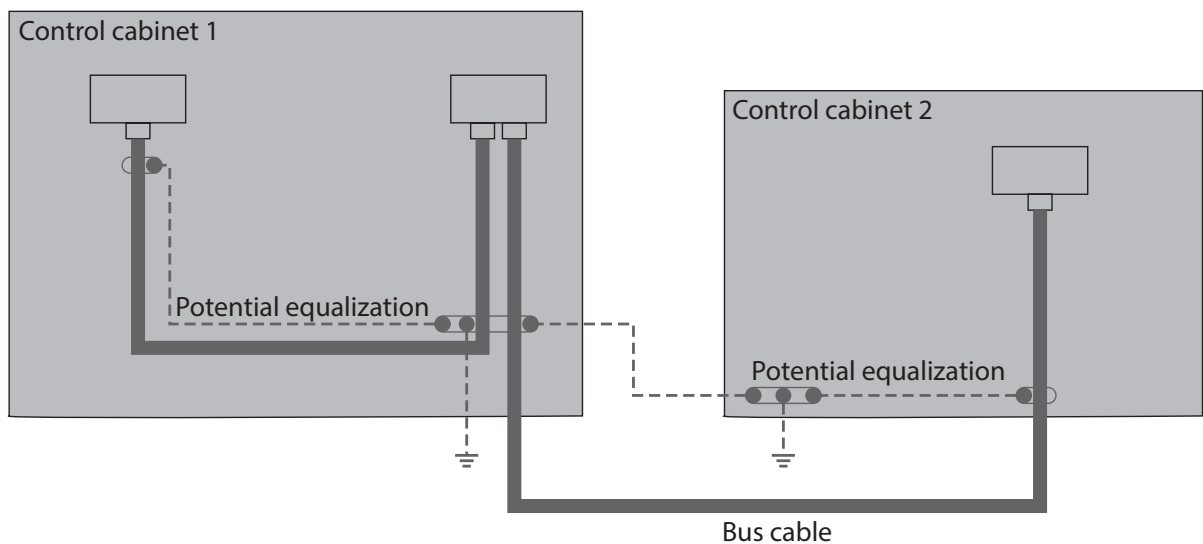 Control cabinet 1
Control cabinet 2
Potential equalization
Potential equalization
Bus cable